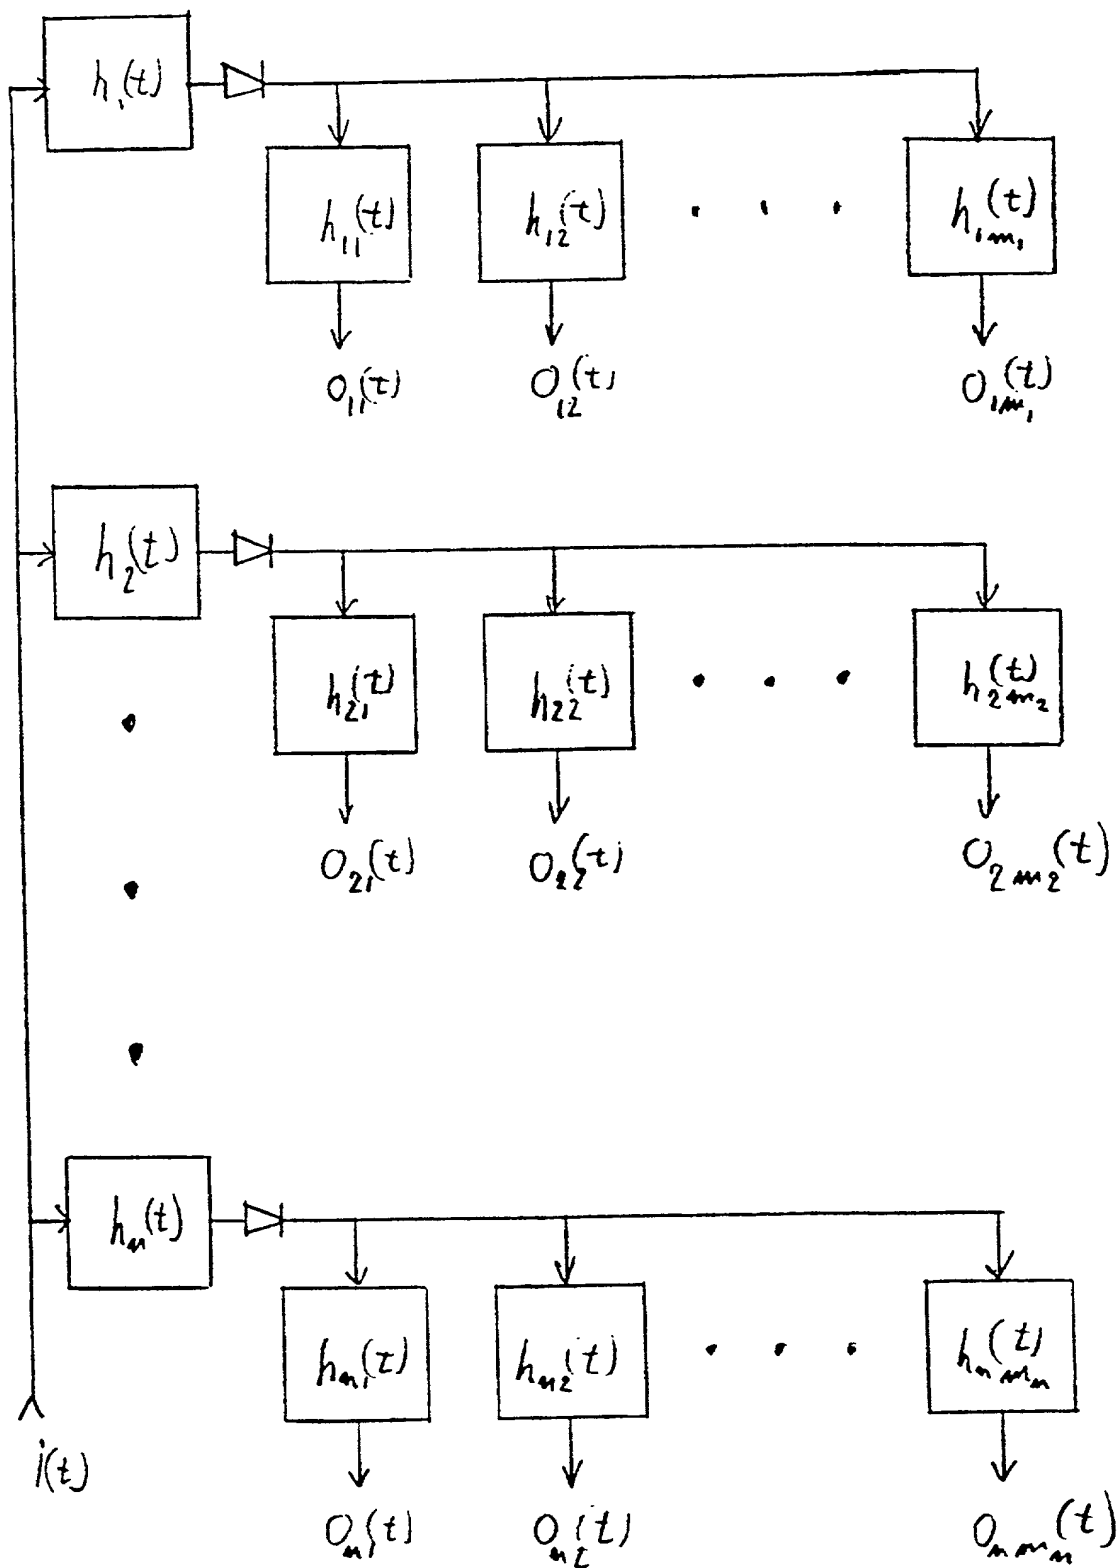 h₁(t)
h₁₁(t) h₁₂(t) . . . h₁ₘ₁(t)
O₁₁(t) O₁₂(t) O₁ₘ₁(t)
h₂(t)
h₂₁(t) h₂₂(t) . . . h₂ₘ₂(t)
O₂₁(t) O₂₂(t) O₂ₘ₂(t)
hₙ(t)
hₙ₁(t) hₙ₂(t) . . . hₙₘₙ(t)
i(t)
Oₙ₁(t) Oₙ₂(t) Oₙₘₙ(t)